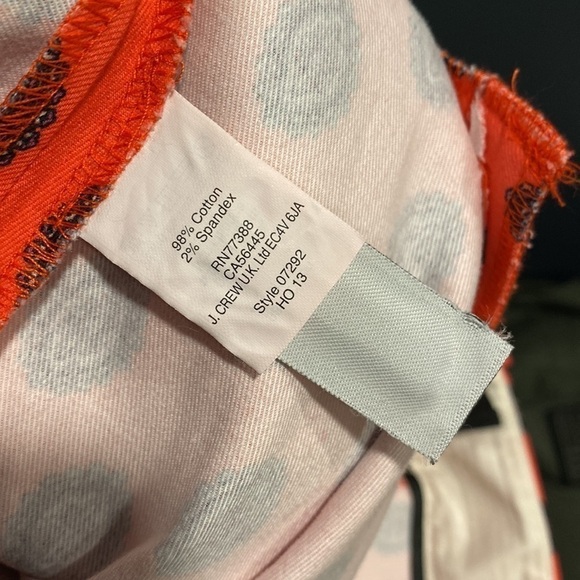 98% Cotton
2% Spandex
RN77388
CA56445
J. CREW U.K. Ltd EC4V 6JA
Style 07292
HO 13